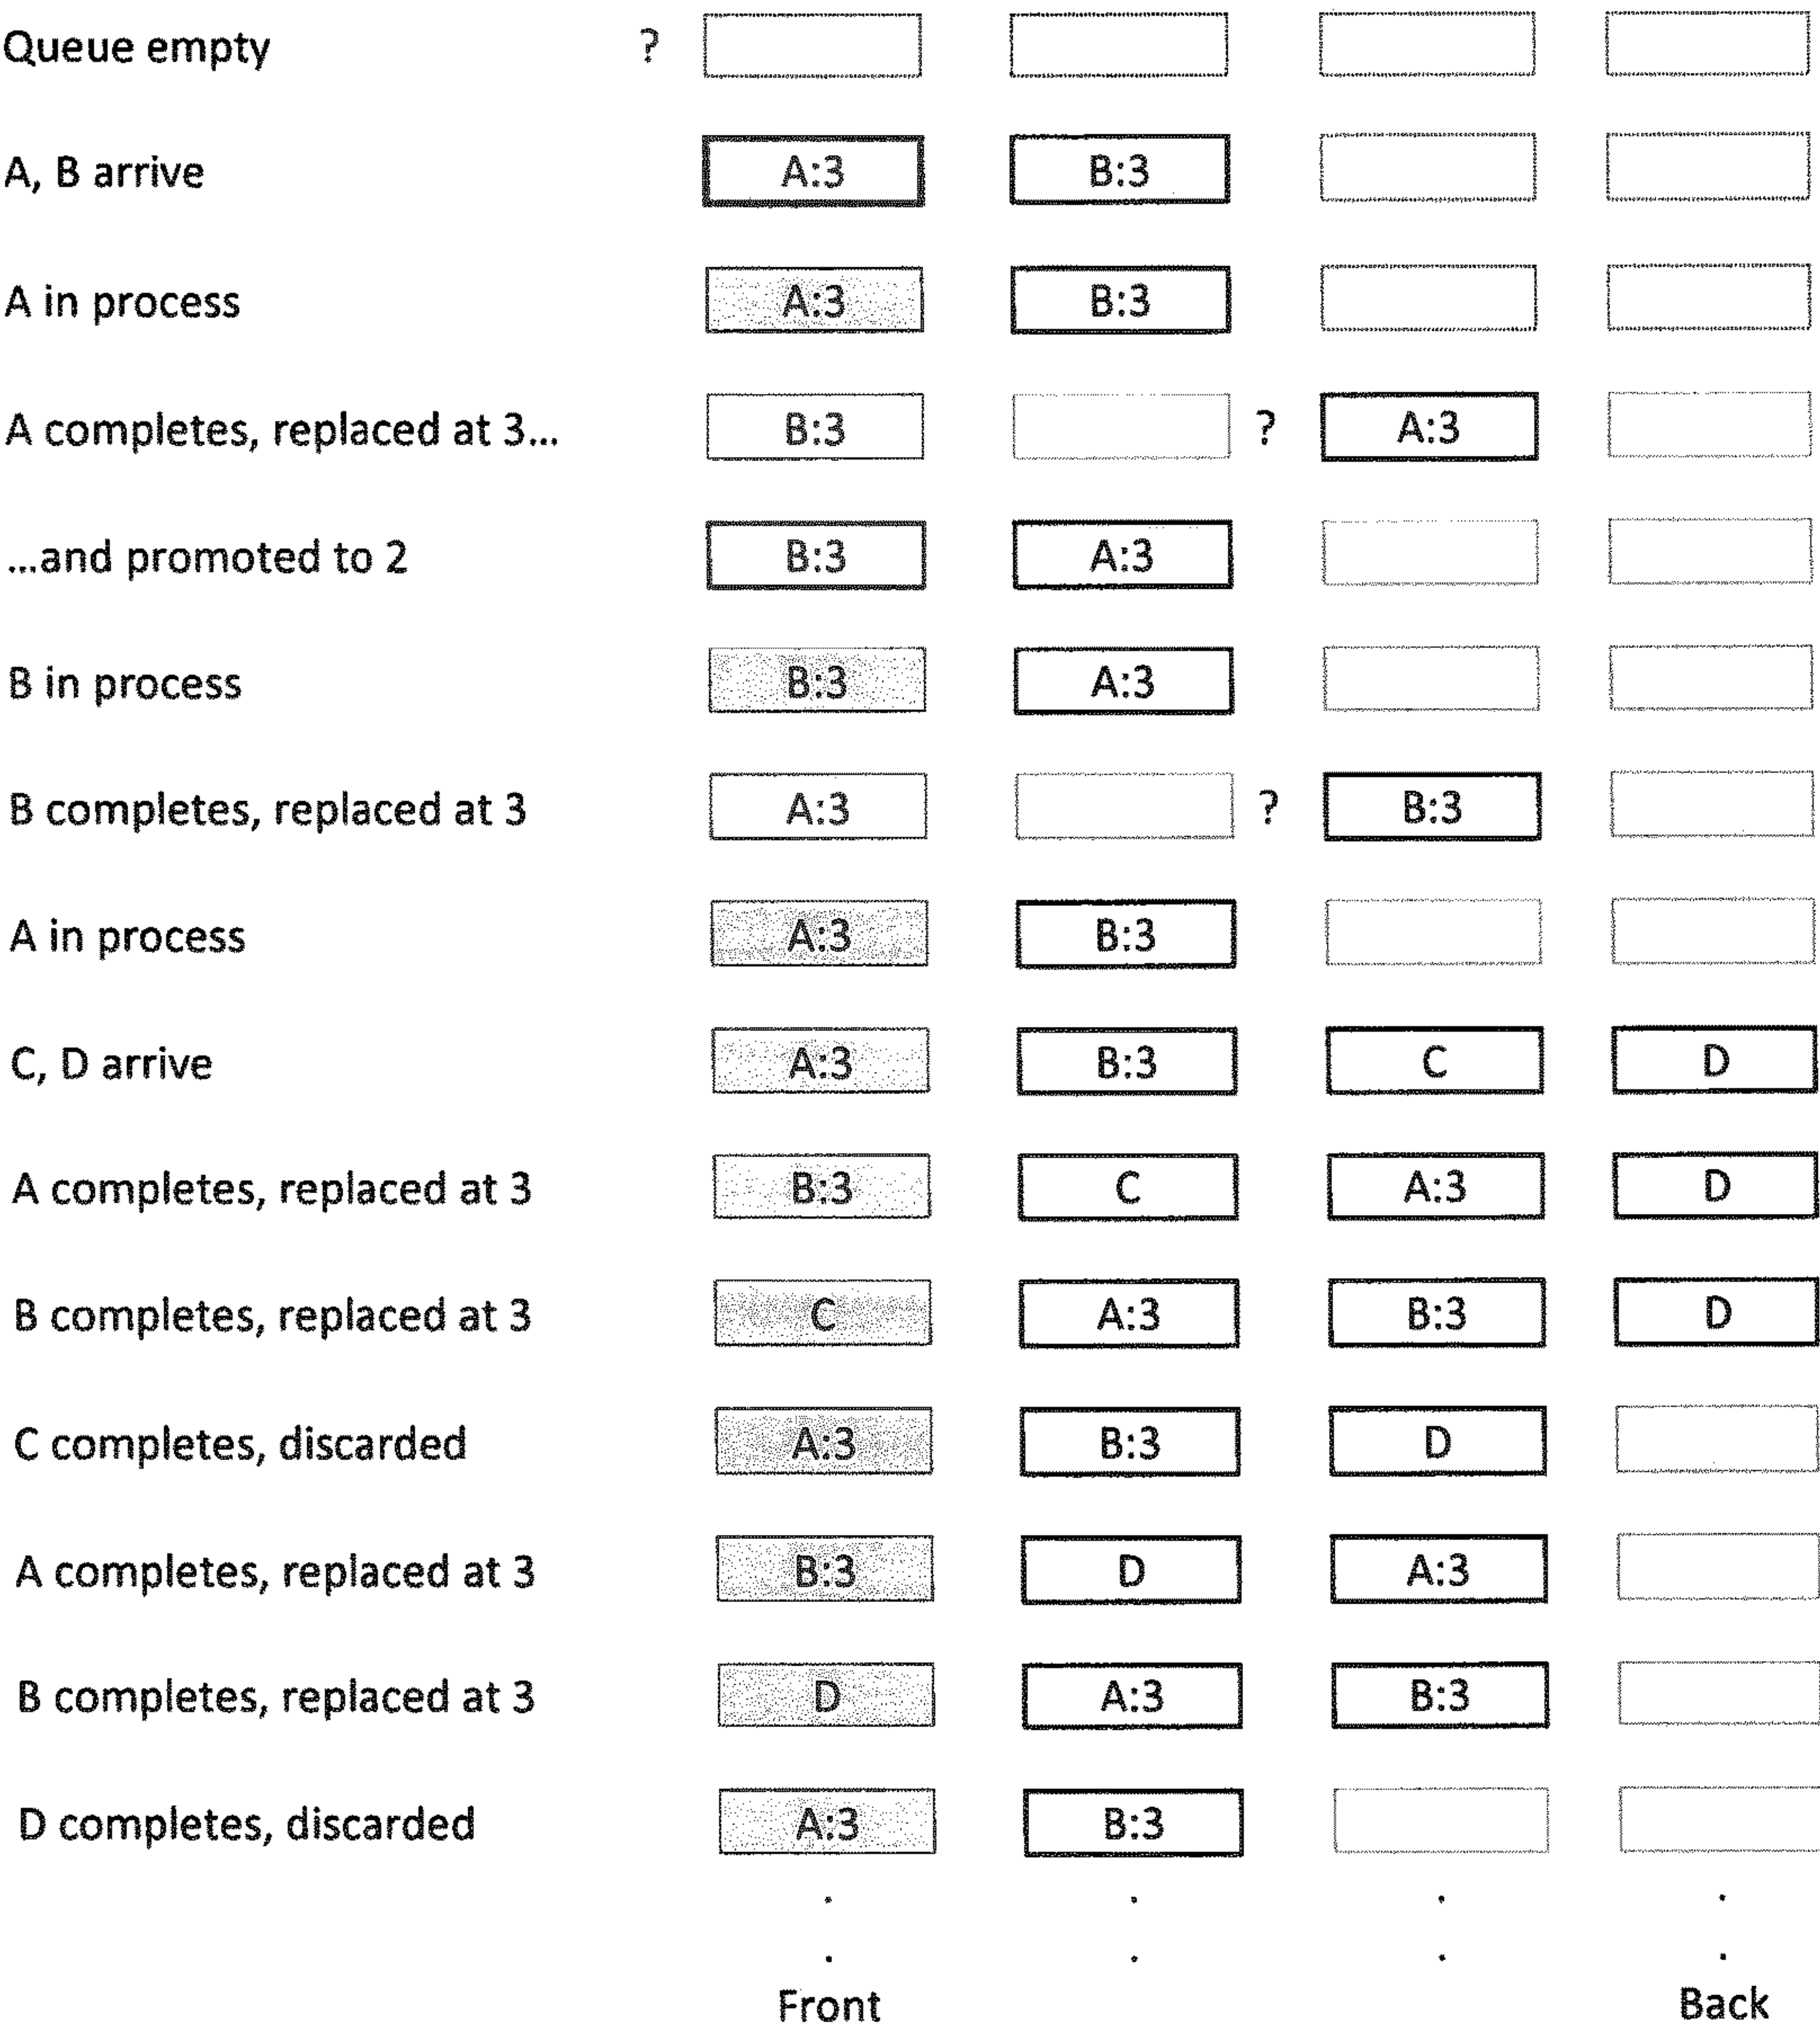 Queue empty ?
A, B arrive A:3 B:3
A in process A:3 B:3
A completes, replaced at 3... B:3 ? A:3
...and promoted to 2 B:3 A:3
B in process B:3 A:3
B completes, replaced at 3 A:3 ? B:3
A in process A:3 B:3
C, D arrive A:3 B:3 C D
A completes, replaced at 3 B:3 C A:3 D
B completes, replaced at 3 C A:3 B:3 D
C completes, discarded A:3 B:3 D
A completes, replaced at 3 B:3 D A:3
B completes, replaced at 3 D A:3 B:3
D completes, discarded A:3 B:3
. . . .
. . . .
Front Back